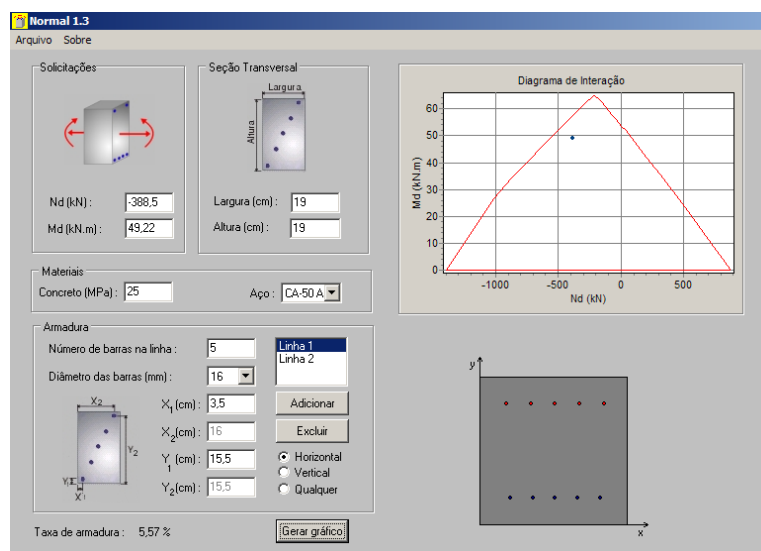 Normal 1.3
Arquivo Sobre
Solicitações
Nd (kN) : -388,5
Md (kN.m) : 49,22
Seção Transversal
Largura
Altura
Largura (cm) : 19
Altura (cm) : 19
Materiais
Concreto (MPa) : 25
Aço : CA-50 A
Armadura
Número de barras na linha : 5
Diâmetro das barras (mm) : 16
X2
Y2
Y1
X1
X1 (cm) : 3,5
X2(cm) : 16
Y1 (cm) : 15,5
Y2(cm) : 15,5
Linha 1
Linha 2
Adicionar
Excluir
Horizontal
Vertical
Qualquer
Taxa de armadura : 5,57 %
Gerar gráfico
Diagrama de Interação
Md (kN.m)
60
50
40
30
20
10
0
-1000 -500 0 500
Nd (kN)
y
x